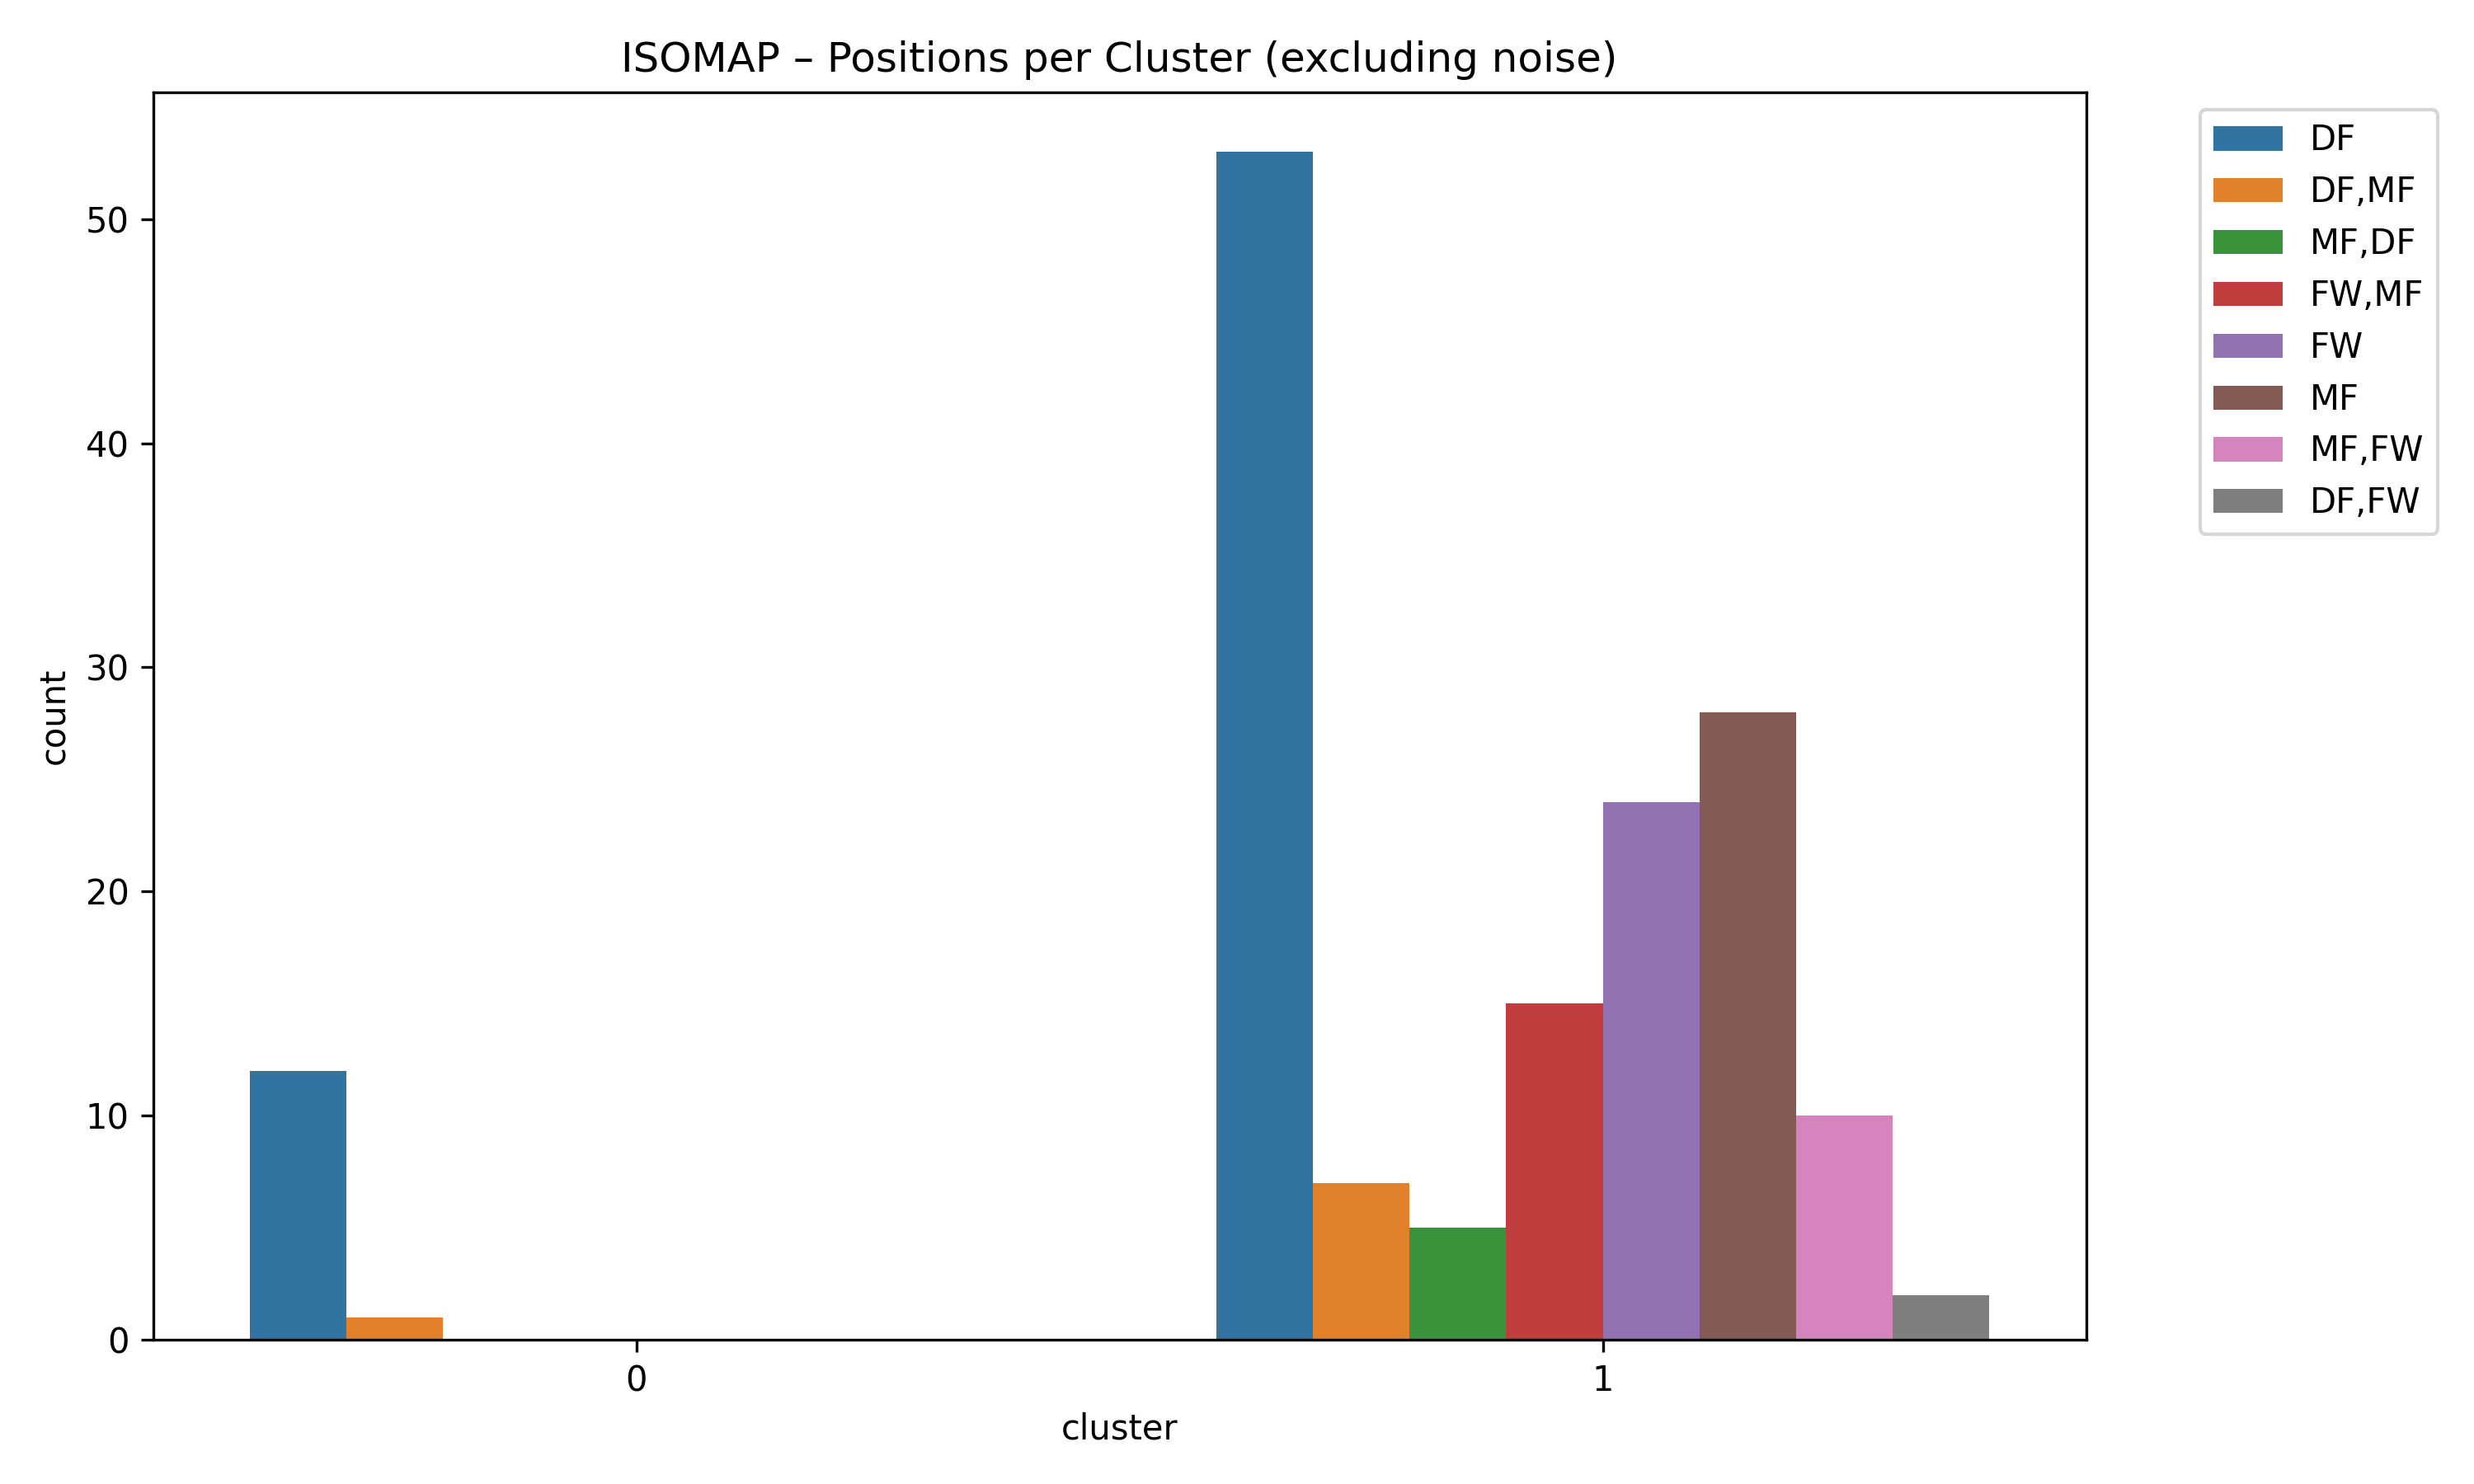 ISOMAP – Positions per Cluster (excluding noise)
DF
DF,MF
MF,DF
FW,MF
FW
MF
MF,FW
DF,FW
count
50
40
30
20
10
0
0 1
cluster